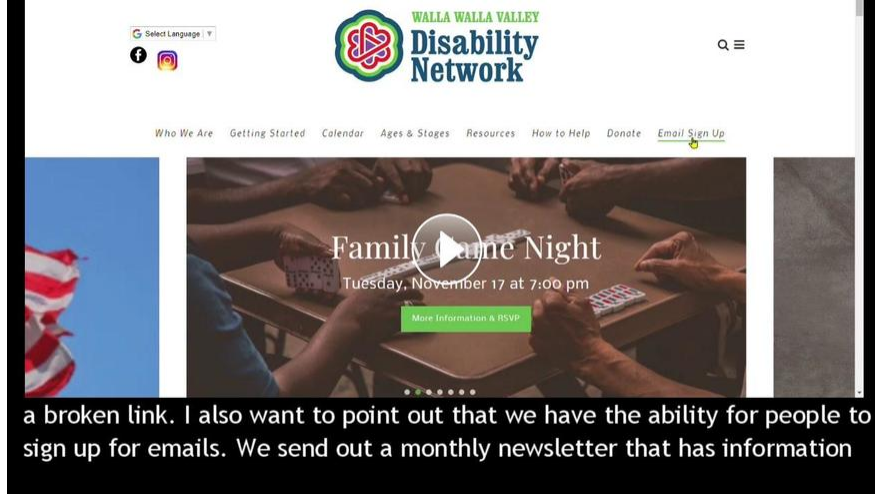 Select Language
WALLA WALLA VALLEY
Disability
Network
Who We Are Getting Started Calendar Ages & Stages Resources How to Help Donate Email Sign Up
Family Game Night
Tuesday, November 17 at 7:00 pm
More Information & RSVP
a broken link. I also want to point out that we have the ability for people to
sign up for emails. We send out a monthly newsletter that has information